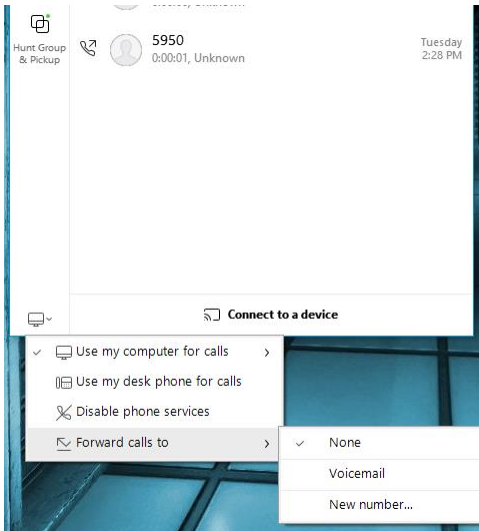 Hunt Group
& Pickup
5950
0:00:01, Unknown
Tuesday
2:28 PM
Connect to a device
Use my computer for calls
Use my desk phone for calls
Disable phone services
Forward calls to
None
Voicemail
New number...